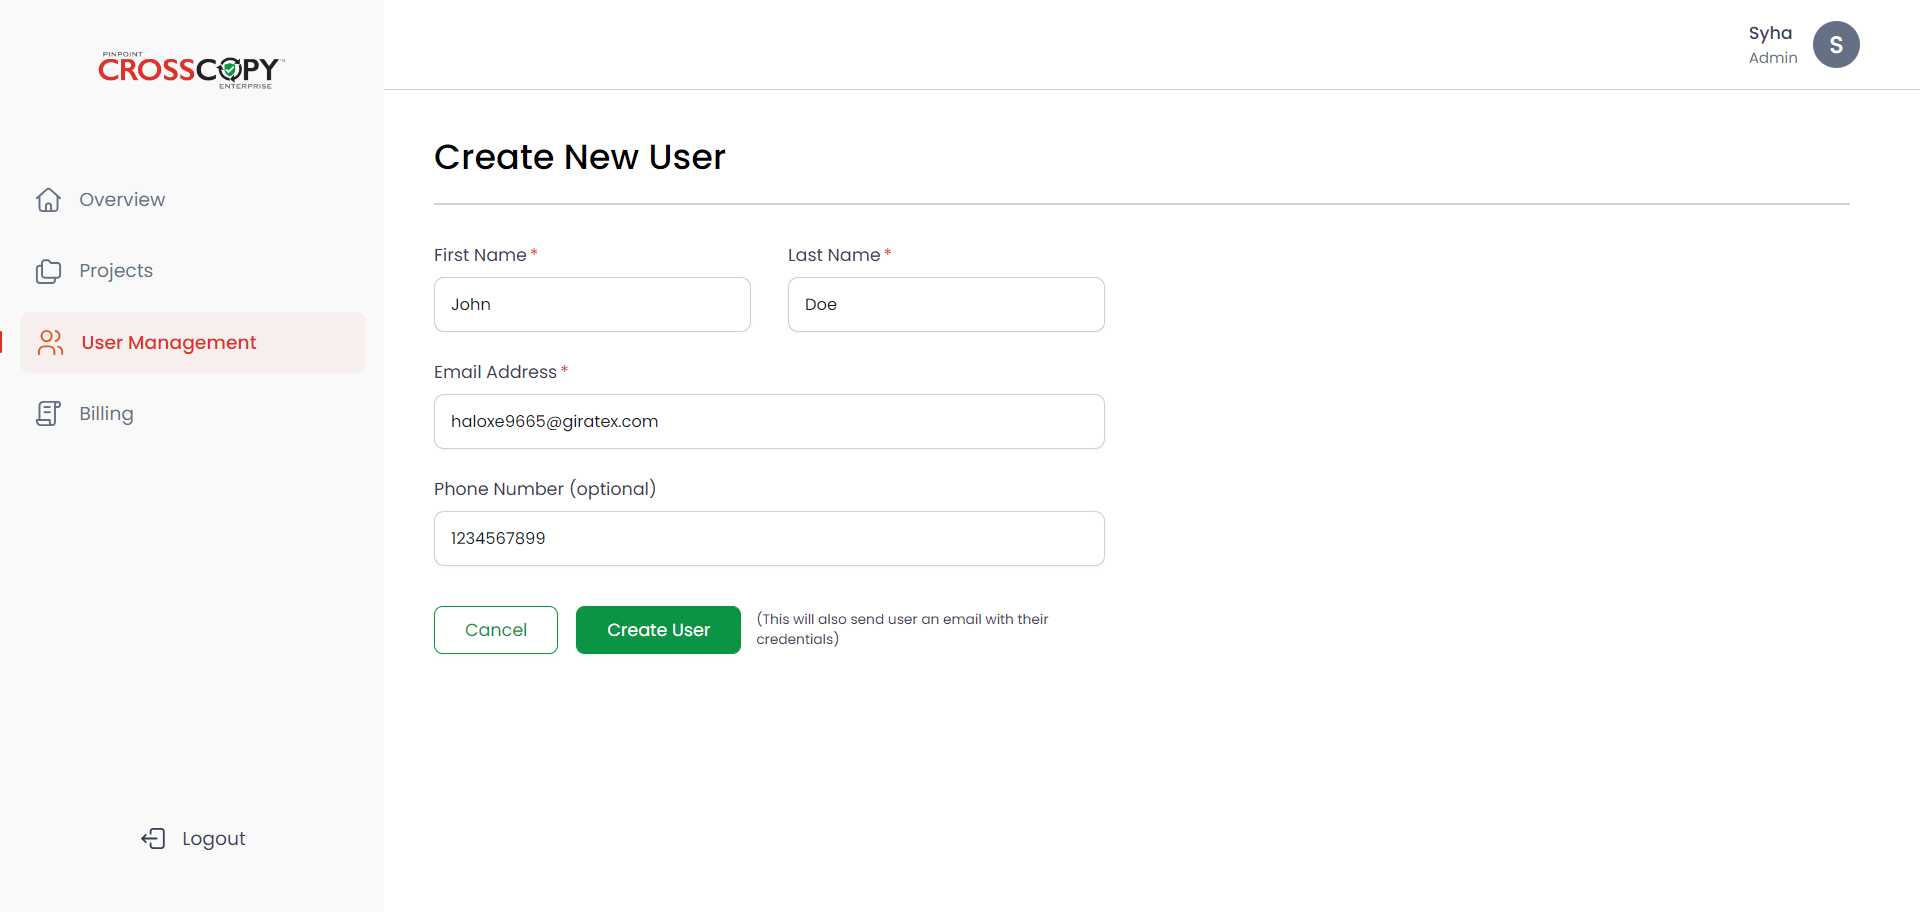 PINPOINT
CROSSCOPY™
ENTERPRISE
Syha
Admin
S
Overview
Projects
User Management
Billing
Logout
Create New User
First Name *
Last Name *
John
Doe
Email Address *
haloxe9665@giratex.com
Phone Number (optional)
1234567899
Cancel
Create User
(This will also send user an email with their
credentials)